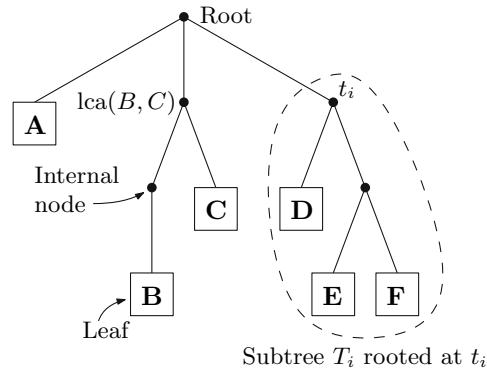 Root
t_i
lca(B, C)
A
Internal
node
C
D
B
E
F
Leaf
Subtree T_i rooted at t_i